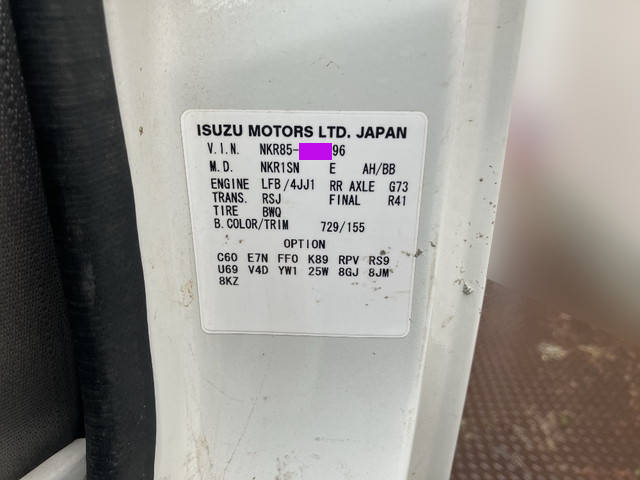 ISUZU MOTORS LTD. JAPAN
V.I.N. NKR85- 96
M.D. NKR1SN E AH/BB
ENGINE LFB/4JJ1 RR AXLE G73
TRANS. RSJ FINAL R41
TIRE BWQ
B.COLOR/TRIM 729/155
OPTION
C60 E7N FF0 K89 RPV RS9
U69 V4D YW1 25W 8GJ 8JM
8KZ